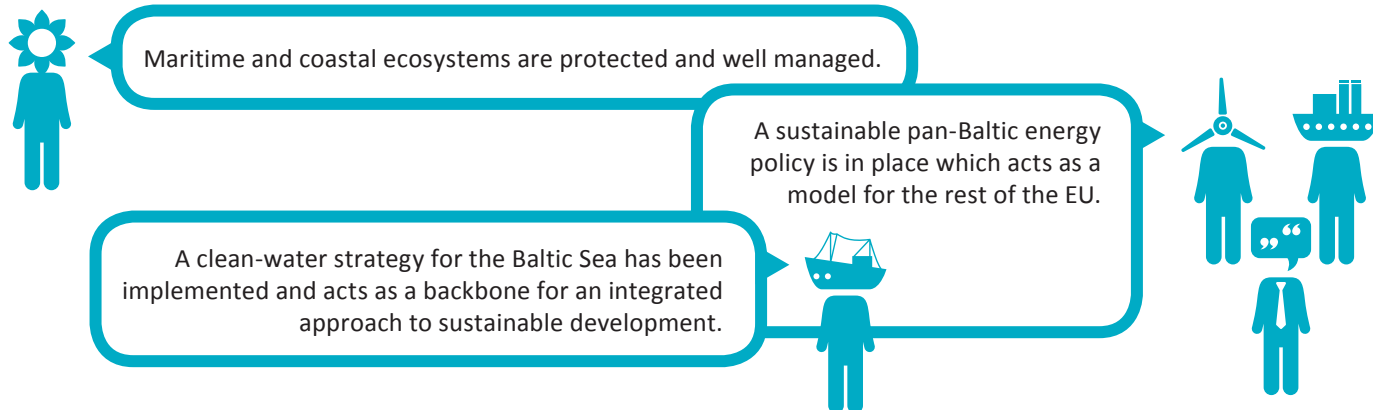 Maritime and coastal ecosystems are protected and well managed.
A sustainable pan-Baltic energy
policy is in place which acts as a
model for the rest of the EU.
A clean-water strategy for the Baltic Sea has been
implemented and acts as a backbone for an integrated
approach to sustainable development.